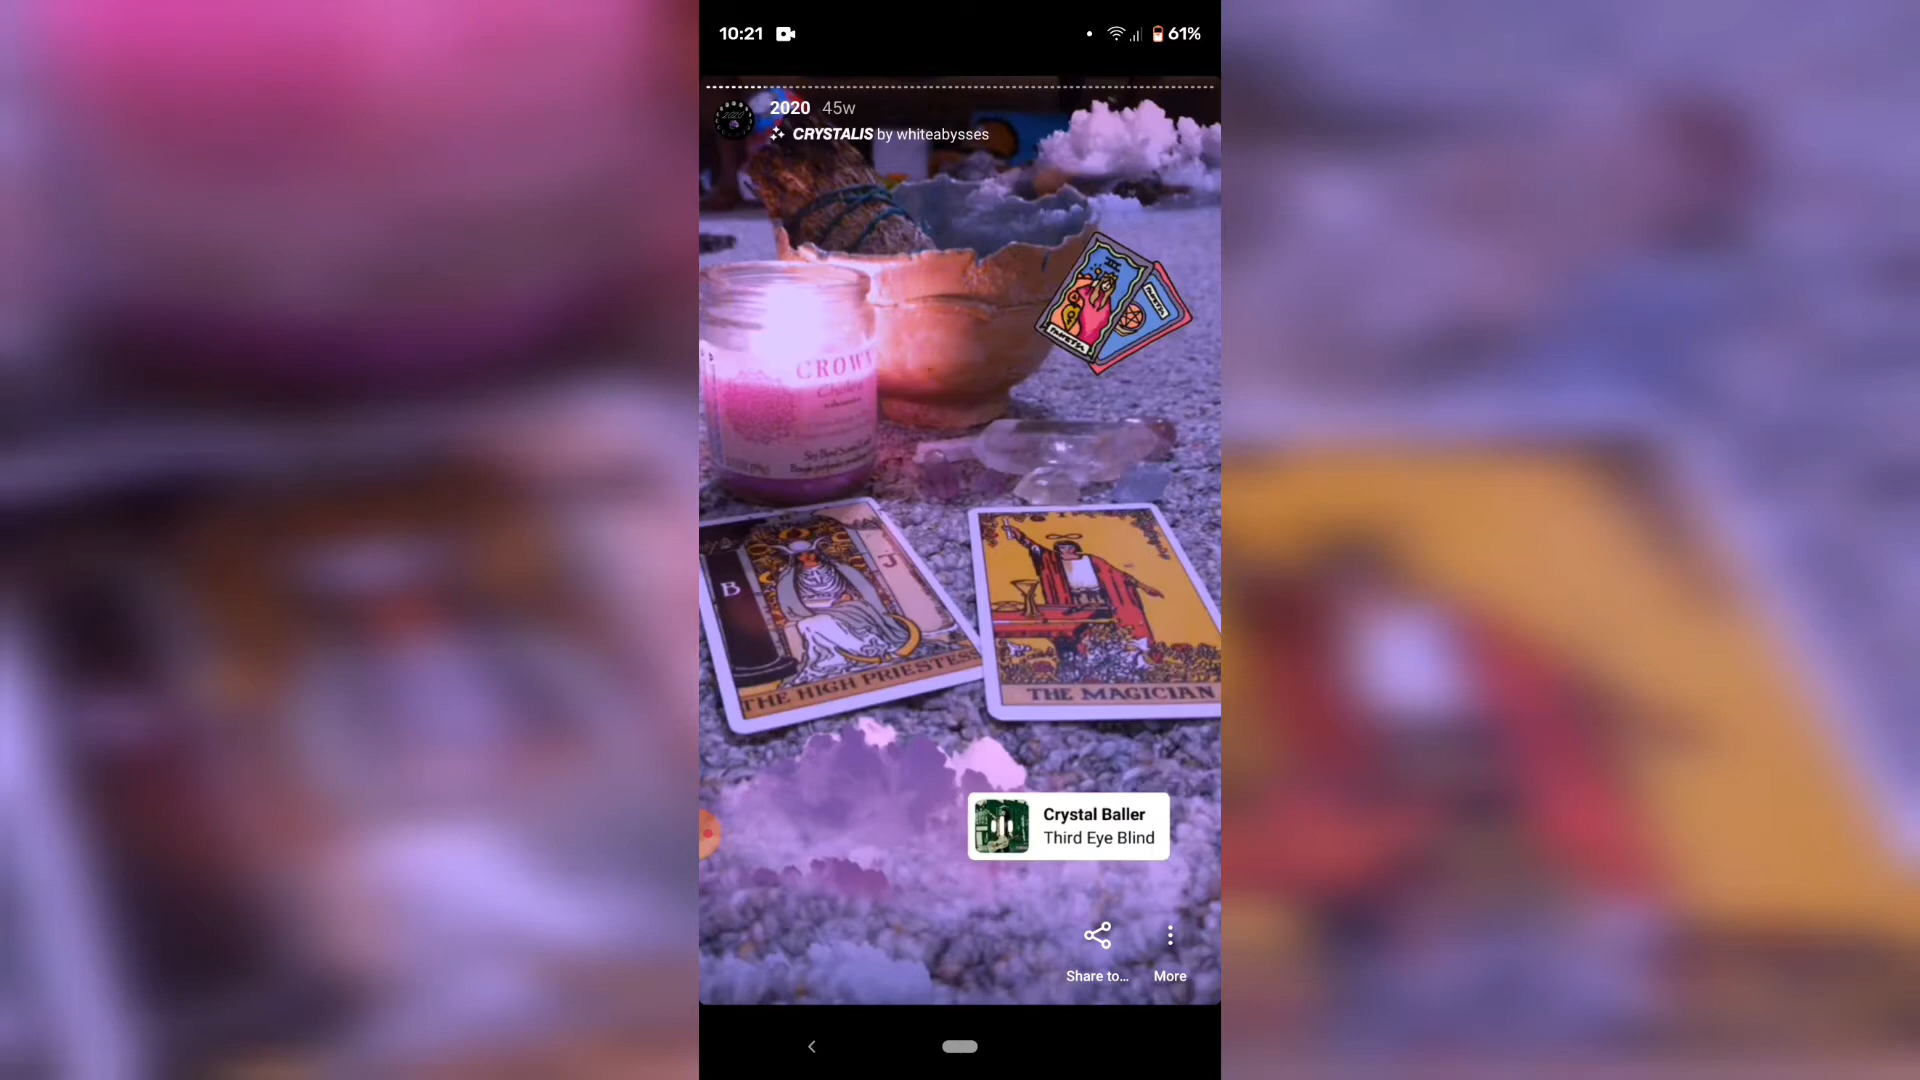 10:21 61%
2020 45w
CRYSTALIS by whiteabysses
CROWN
Chakra
B
J
THE HIGH PRIESTESS
THE MAGICIAN
Crystal Baller
Third Eye Blind
Share to...
More